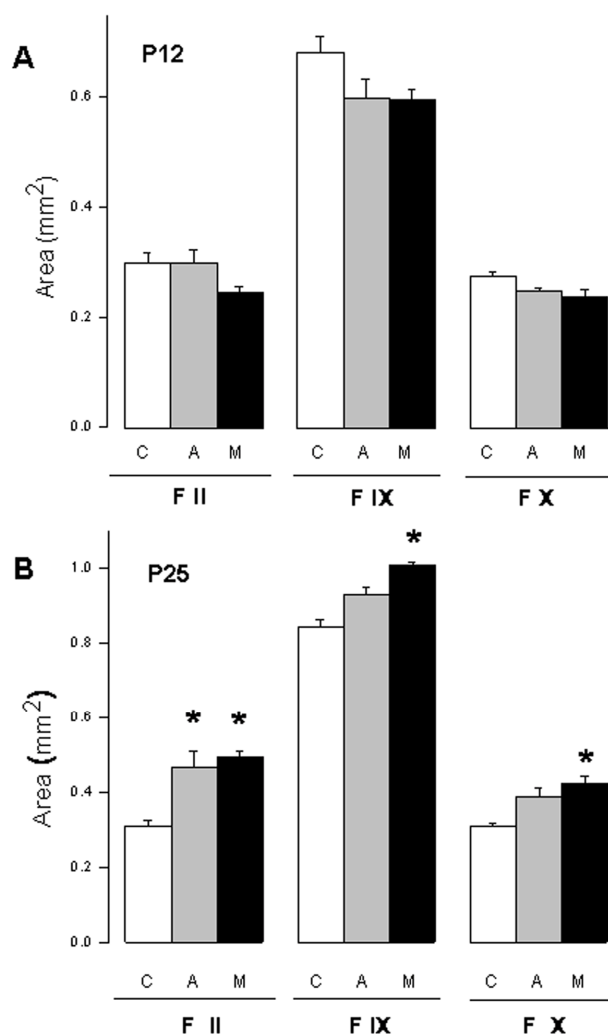 A
P12
Area (mm2)
0.6
0.4
0.2
0.0
C A M C A M C A M
F II F IX F X
B
P25
Area (mm2)
1.0
0.8
0.6
0.4
0.2
0.0
* * * *
C A M C A M C A M
F II F IX F X